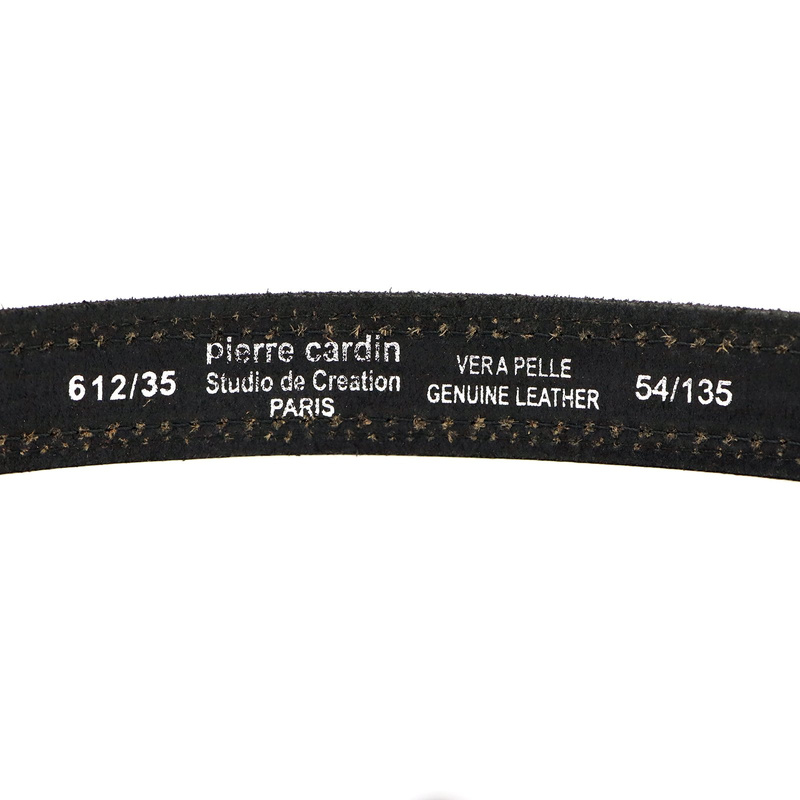 612/35
pierre cardin
Studio de Creation
PARIS
VERA PELLE
GENUINE LEATHER
54/135